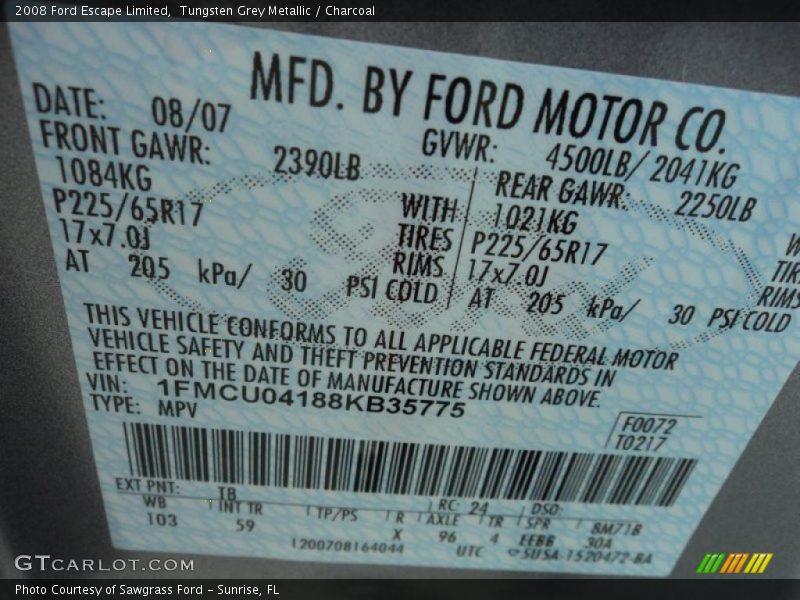 2008 Ford Escape Limited, Tungsten Grey Metallic / Charcoal
MFD. BY FORD MOTOR CO.
DATE: 08/07 GVWR: 4500LB/ 2041KG
FRONT GAWR: 2390LB REAR GAWR: 2250LB
1084KG WITH 1021KG
P225/65R17 TIRES P225/65R17
17x7.0J RIMS 17x7.0J
AT 205 kPa/ 30 PSI COLD AT 205 kPa/ 30 PSI COLD
THIS VEHICLE CONFORMS TO ALL APPLICABLE FEDERAL MOTOR
VEHICLE SAFETY AND THEFT PREVENTION STANDARDS IN
EFFECT ON THE DATE OF MANUFACTURE SHOWN ABOVE.
VIN: 1FMCU04188KB35775
TYPE: MPV F0072
T0217
EXT PNT: TB RC: 24 DSO:
WB INT TR TP/PS R AXLE TR SPR 8M71B
103 59 X 96 4 EEBB 30A
1200708164044 UTC SUSA-1520472-BA
GTCARLOT.COM
Photo Courtesy of Sawgrass Ford - Sunrise, FL